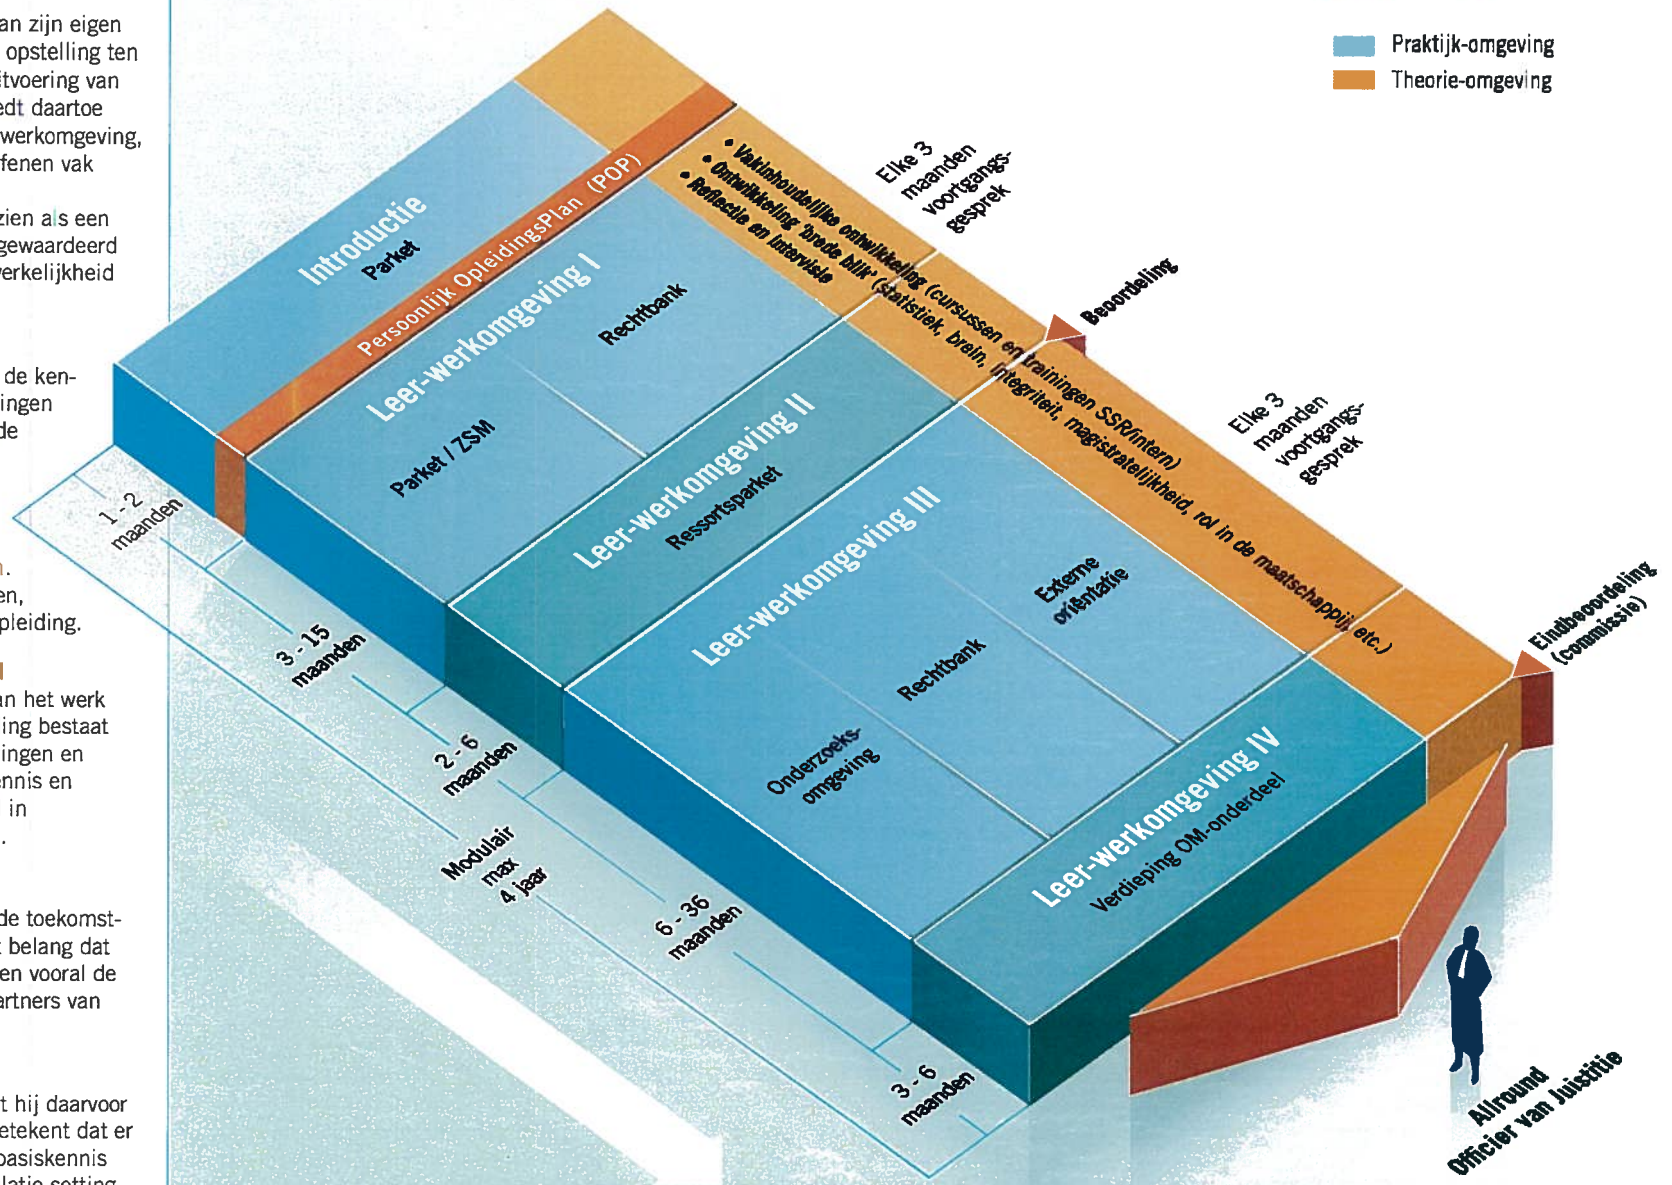 an zijn eigen
opstelling ten
itvoering van
edt daartoe
werkomgeving,
fenen vak
zien als een
gewaardeerd
verkelijkheid
de ken-
ingen
de
n.
en,
pleiding.
an het werk
ing bestaat
ingen en
ennis en
in
.
de toekomst-
t belang dat
en vooral de
artners van
t hij daarvoor
etekent dat er
basiskennis
latie setting
Praktijk-omgeving
Theorie-omgeving
Introductie
Parket
Persoonlijk OpleidingsPlan (POP)
Leer-werkomgeving I
Parket / ZSM
Rechtbank
Leer-werkomgeving II
Ressortsparket
Leer-werkomgeving III
Onderzoeks-
omgeving
Rechtbank
Externe
oriëntatie
Leer-werkomgeving IV
Verdieping OM-onderdeel
• Vakinhoudelijke ontwikkeling (cursussen en trainingen SSR/intern)
• Ontwikkeling 'brede blik' (statistiek, brein, integriteit, magistratelijkheid, rol in de maatschappij, etc.)
• Reflectie en intervisie
Elke 3
maanden
voortgangs-
gesprek
Beoordeling
Elke 3
maanden
voortgangs-
gesprek
Eindbeoordeling
(commissie)
1 - 2
maanden
3 - 15
maanden
2 - 6
maanden
Modulair
max
4 jaar
6 - 36
maanden
3 - 6
maanden
Allround
Officier van Juistitie